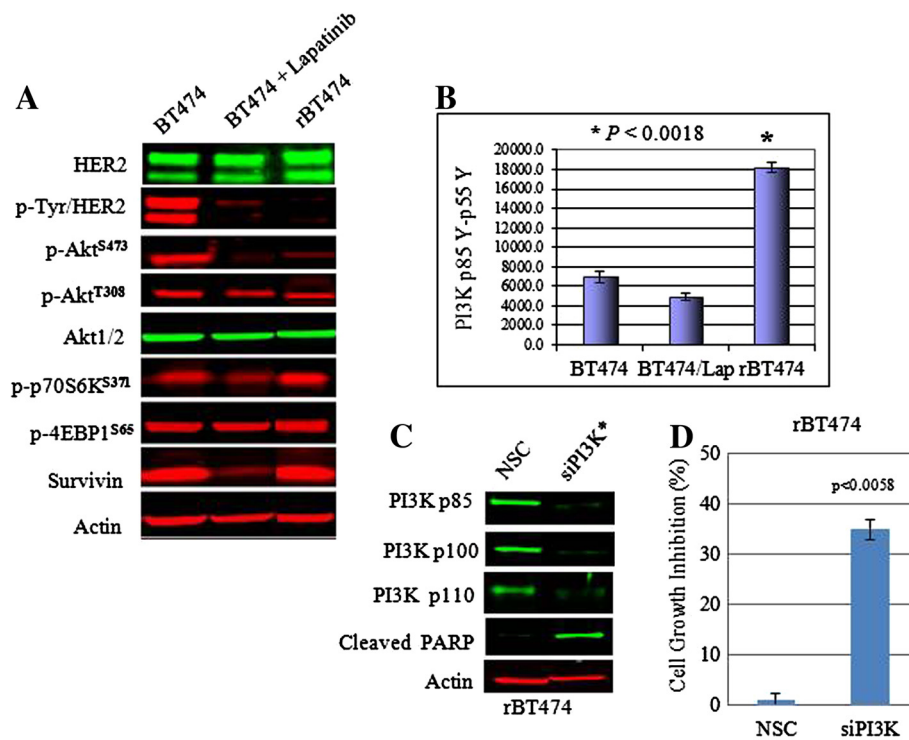 A
BT474
BT474 + Lapatinib
rBT474
HER2
p-Tyr/HER2
p-AktS473
p-AktT308
Akt1/2
p-p70S6KS371
p-4EBP1S65
Survivin
Actin
B
* P < 0.0018
*
PI3K p85 Y-p55 Y
20000.0
18000.0
16000.0
14000.0
12000.0
10000.0
8000.0
6000.0
4000.0
2000.0
0.0
BT474 BT474/Lap rBT474
C
NSC
siPI3K*
PI3K p85
PI3K p100
PI3K p110
Cleaved PARP
Actin
rBT474
D
rBT474
p<0.0058
Cell Growth Inhibition (%)
50
40
30
20
10
0
NSC siPI3K